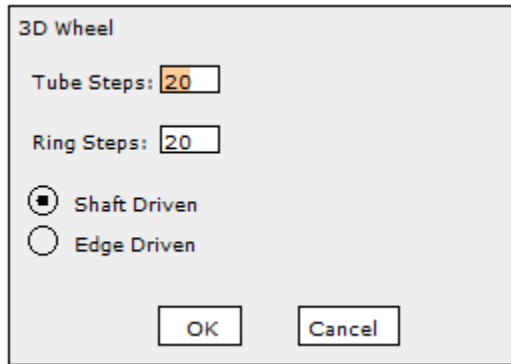 3D Wheel
Tube Steps: 20
Ring Steps: 20
Shaft Driven
Edge Driven
OK Cancel